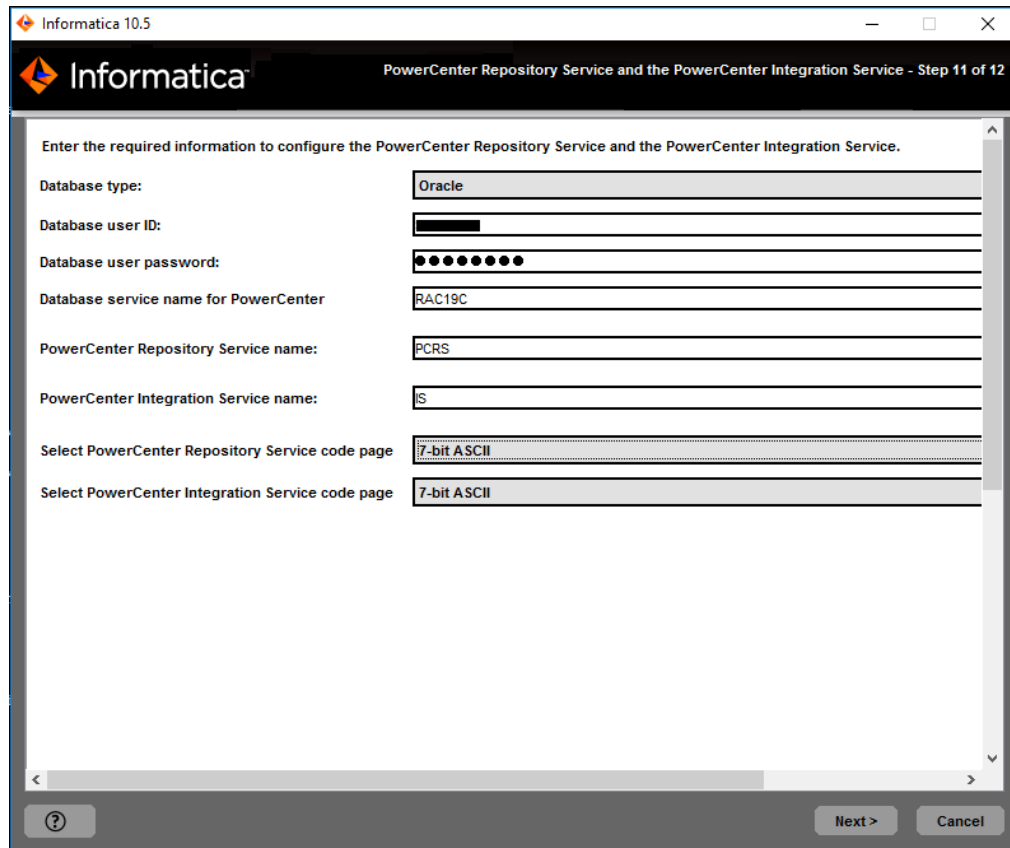 Informatica 10.5
Informatica
PowerCenter Repository Service and the PowerCenter Integration Service - Step 11 of 12
Enter the required information to configure the PowerCenter Repository Service and the PowerCenter Integration Service.
Database type: Oracle
Database user ID:
Database user password: ●●●●●●●●
Database service name for PowerCenter RAC19C
PowerCenter Repository Service name: PCRS
PowerCenter Integration Service name: IS
Select PowerCenter Repository Service code page 7-bit ASCII
Select PowerCenter Integration Service code page 7-bit ASCII
? Next > Cancel